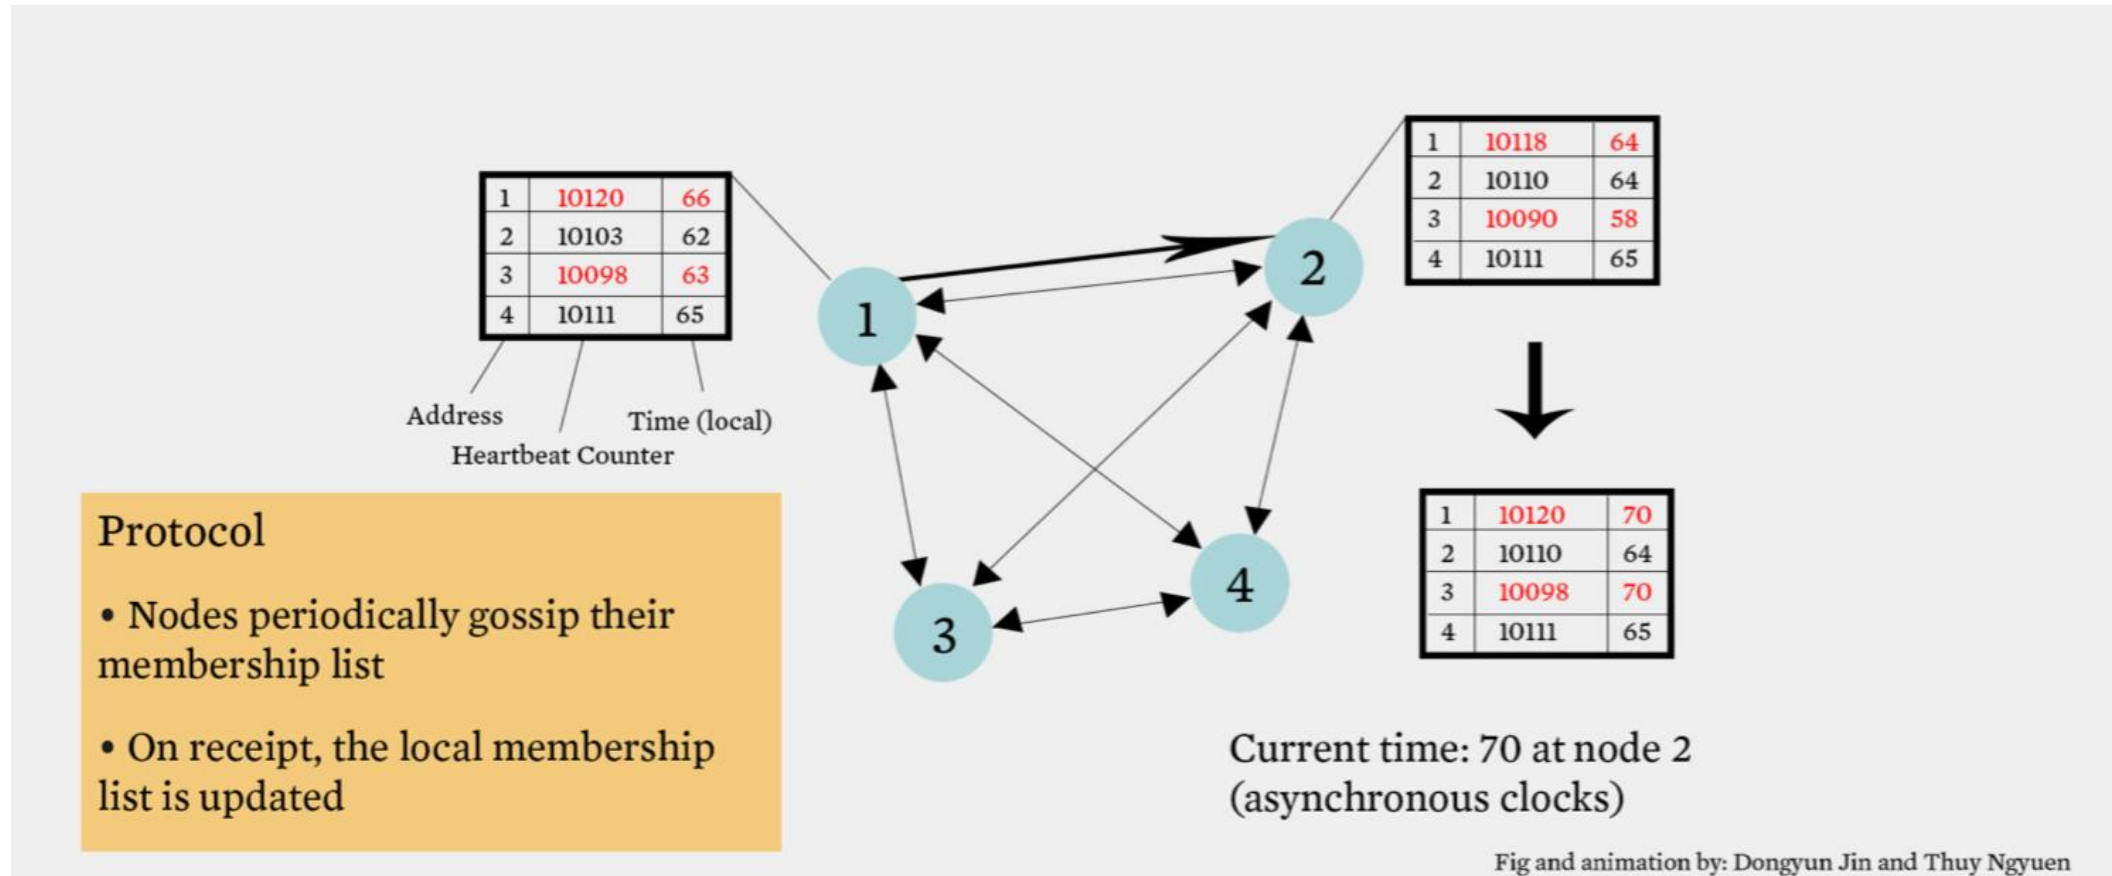 1 10120 66
2 10103 62
3 10098 63
4 10111 65
Address
Heartbeat Counter
Time (local)
1
2
3
4
1 10118 64
2 10110 64
3 10090 58
4 10111 65
1 10120 70
2 10110 64
3 10098 70
4 10111 65
Protocol
• Nodes periodically gossip their
membership list
• On receipt, the local membership
list is updated
Current time: 70 at node 2
(asynchronous clocks)
Fig and animation by: Dongyun Jin and Thuy Ngyuen